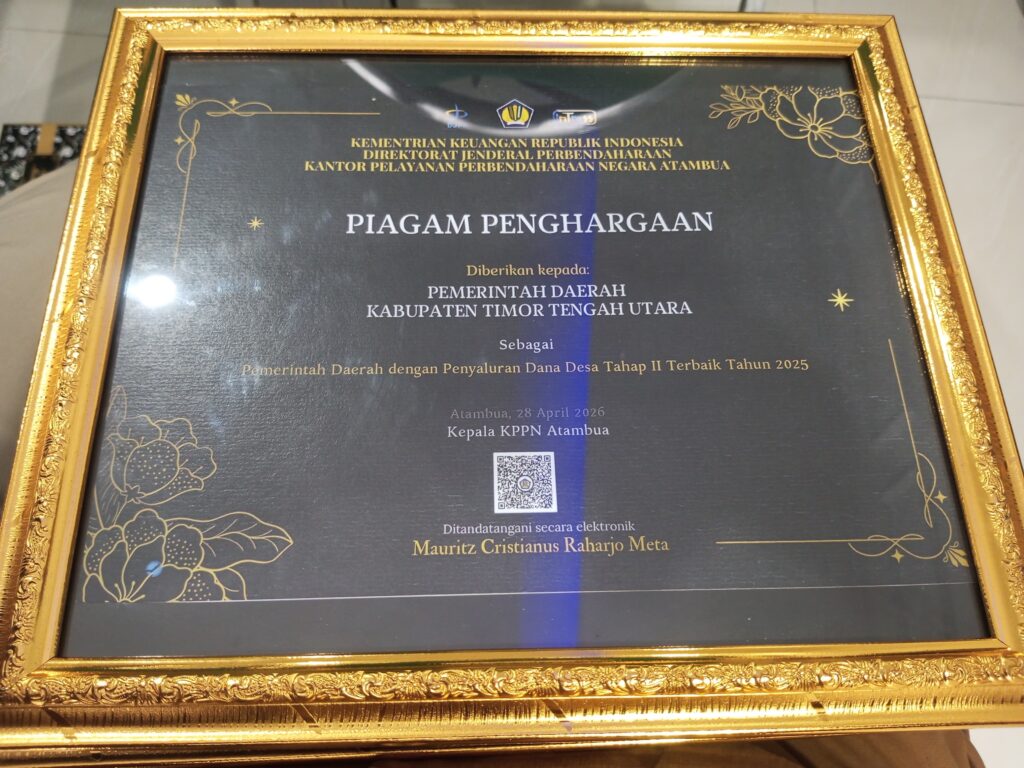 KEMENTRIAN KEUANGAN REPUBLIK INDONESIA
DIREKTORAT JENDERAL PERBENDAHARAAN
KANTOR PELAYANAN PERBENDAHARAAN NEGARA ATAMBUA
PIAGAM PENGHARGAAN
Diberikan kepada:
PEMERINTAH DAERAH
KABUPATEN TIMOR TENGAH UTARA
Sebagai
Pemerintah Daerah dengan Penyaluran Dana Desa Tahap II Terbaik Tahun 2025
Atambua, 28 April 2026
Kepala KPPN Atambua
Ditandatangani secara elektronik
Mauritz Cristianus Raharjo Meta